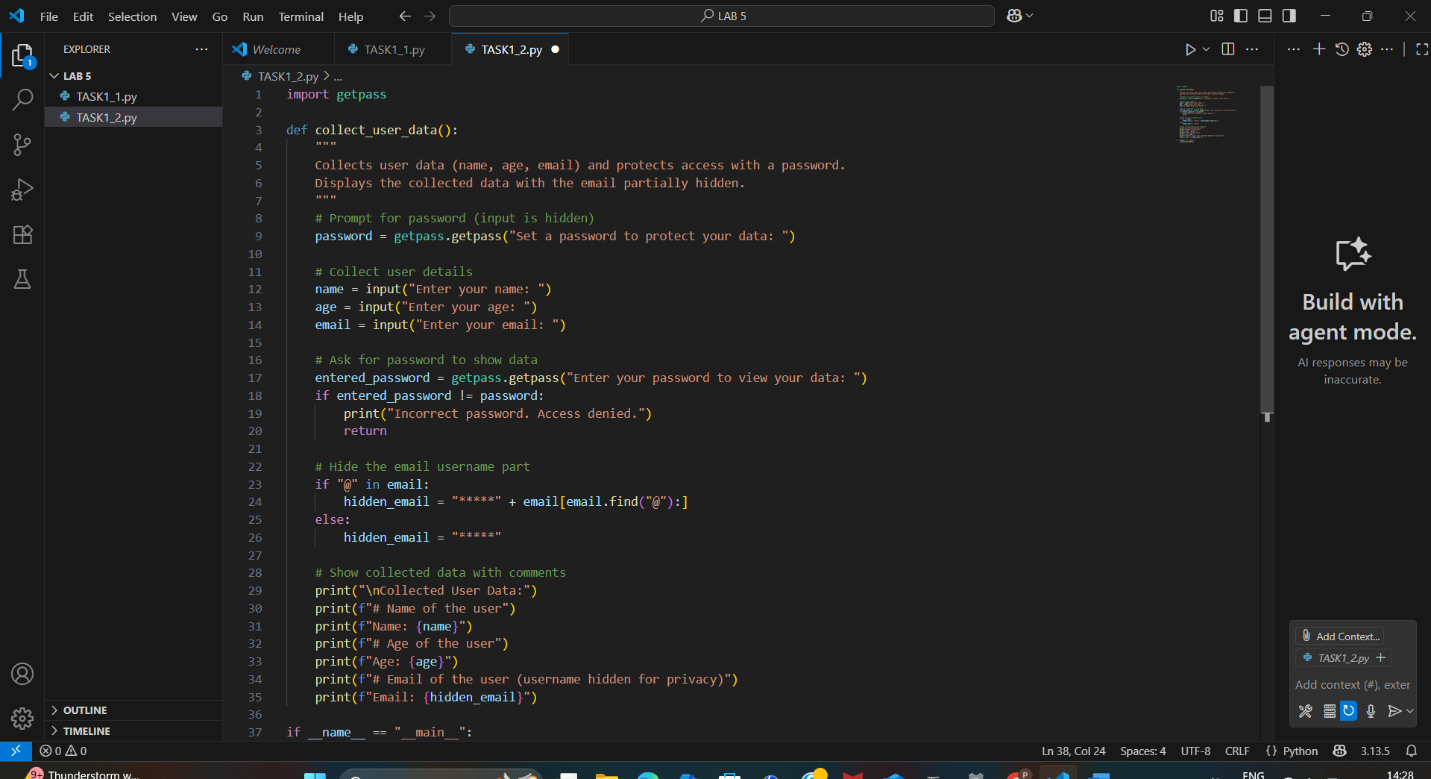 File Edit Selection View Go Run Terminal Help
LAB 5
EXPLORER
LAB 5
TASK1_1.py
TASK1_2.py
OUTLINE
TIMELINE
1
Welcome
TASK1_1.py
TASK1_2.py
TASK1_2.py > ...
1 import getpass
2
3 def collect_user_data():
4 """
5 Collects user data (name, age, email) and protects access with a password.
6 Displays the collected data with the email partially hidden.
7 """
8 # Prompt for password (input is hidden)
9 password = getpass.getpass("Set a password to protect your data: ")
10
11 # Collect user details
12 name = input("Enter your name: ")
13 age = input("Enter your age: ")
14 email = input("Enter your email: ")
15
16 # Ask for password to show data
17 entered_password = getpass.getpass("Enter your password to view your data: ")
18 if entered_password != password:
19 print("Incorrect password. Access denied.")
20 return
21
22 # Hide the email username part
23 if "@" in email:
24 hidden_email = "*****" + email[email.find("@"):]
25 else:
26 hidden_email = "*****"
27
28 # Show collected data with comments
29 print("\nCollected User Data:")
30 print(f"# Name of the user")
31 print(f"Name: {name}")
32 print(f"# Age of the user")
33 print(f"Age: {age}")
34 print(f"# Email of the user (username hidden for privacy)")
35 print(f"Email: {hidden_email}")
36
37 if __name__ == "__main__":
Build with
agent mode.
AI responses may be
inaccurate.
Add Context...
TASK1_2.py +
Add context (#), exter
0 0
Ln 38, Col 24 Spaces: 4 UTF-8 CRLF {} Python 3.13.5
9+ Thunderstorm w...
ENG
14:28